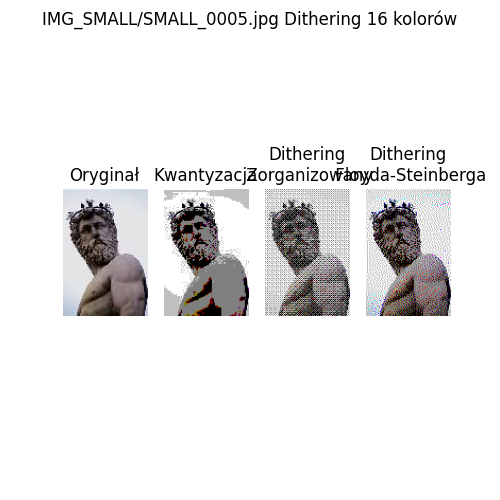 IMG_SMALL/SMALL_0005.jpg Dithering 16 kolorów
Oryginał
Kwantyzacja
Dithering
Zorganizowany
Dithering
Floyda-Steinberga